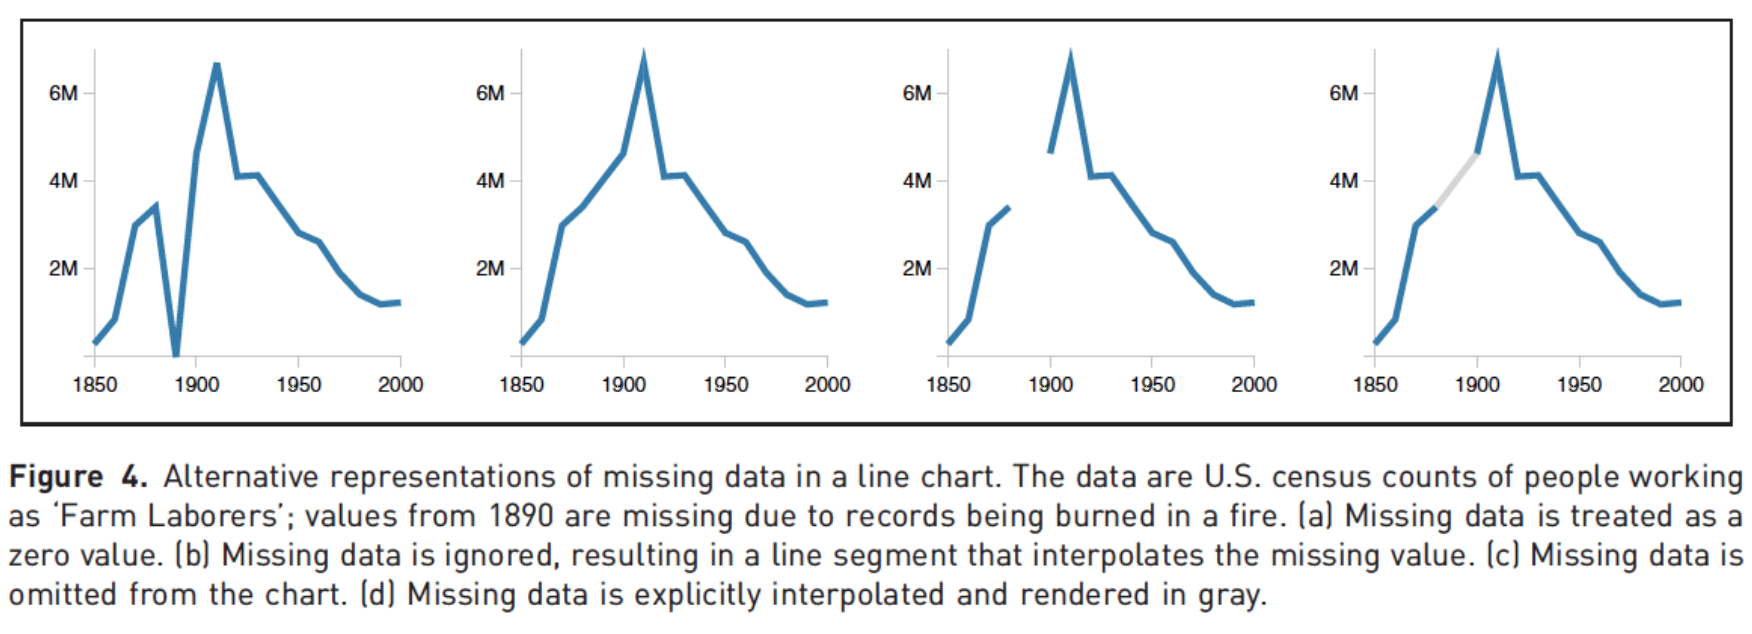 6M
4M
2M
1850 1900 1950 2000
6M
4M
2M
1850 1900 1950 2000
6M
4M
2M
1850 1900 1950 2000
6M
4M
2M
1850 1900 1950 2000
Figure 4. Alternative representations of missing data in a line chart. The data are U.S. census counts of people working
as ‘Farm Laborers’; values from 1890 are missing due to records being burned in a fire. (a) Missing data is treated as a
zero value. (b) Missing data is ignored, resulting in a line segment that interpolates the missing value. (c) Missing data is
omitted from the chart. (d) Missing data is explicitly interpolated and rendered in gray.